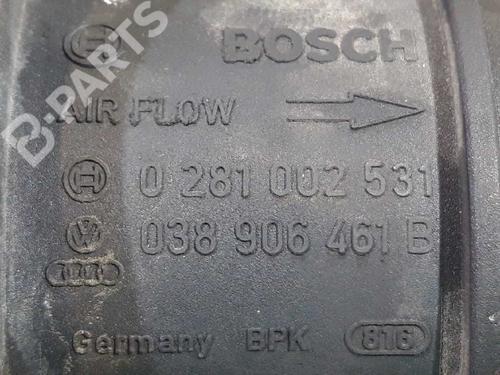 BOSCH
AIR FLOW
0 281 002 531
038 906 461 B
Germany BPK 816
B-PARTS